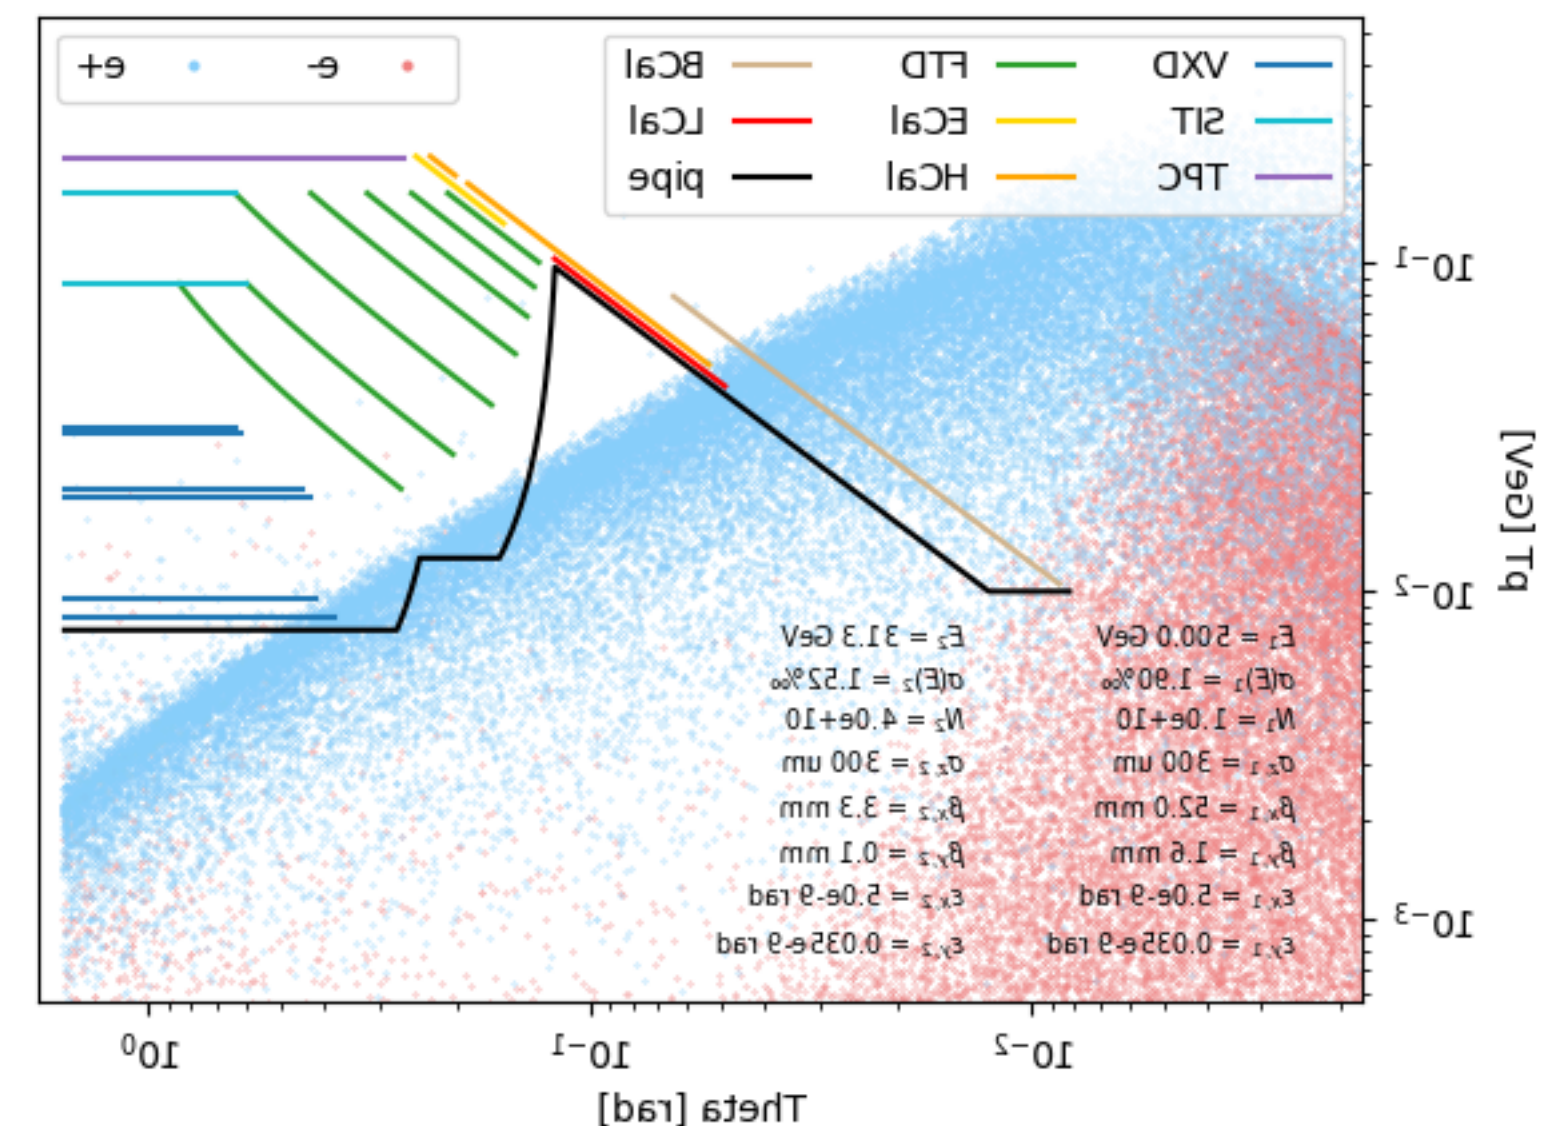 VXD FTD BCal
SIT ECal LCal
TPC HCal pipe
e- e+
10⁻¹
10⁻²
10⁻³
pT [GeV]
E₁ = 500.0 GeV
σ(E)₁ = 1.90‰
N₁ = 1.0e+10
σz,1 = 300 um
βx,1 = 52.0 mm
βy,1 = 1.6 mm
εx,1 = 5.0e-9 rad
εy,1 = 0.035e-9 rad
E₂ = 31.3 GeV
σ(E)₂ = 1.52‰
N₂ = 4.0e+10
σz,2 = 300 um
βx,2 = 3.3 mm
βy,2 = 0.1 mm
εx,2 = 5.0e-9 rad
εy,2 = 0.035e-9 rad
10⁻² 10⁻¹ 10⁰
Theta [rad]